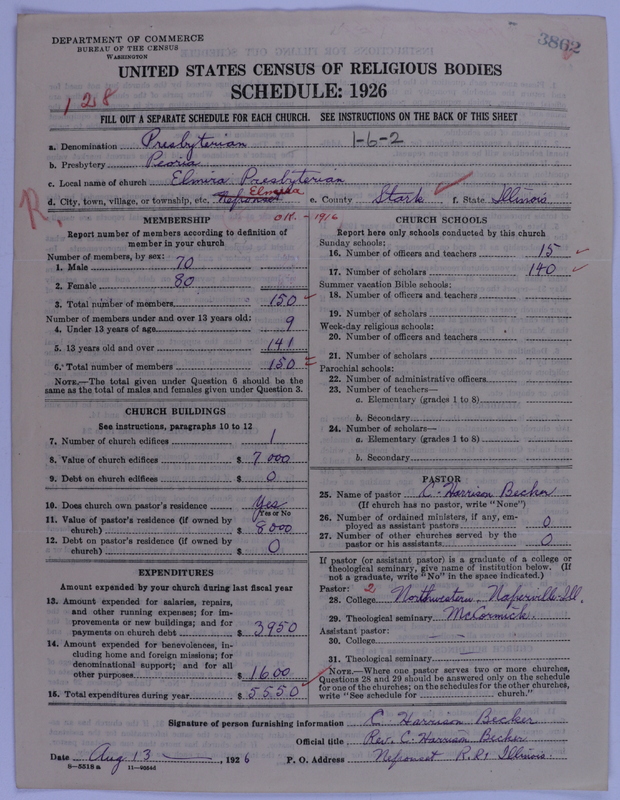 DEPARTMENT OF COMMERCE
BUREAU OF THE CENSUS
WASHINGTON
3862
UNITED STATES CENSUS OF RELIGIOUS BODIES
SCHEDULE: 1926
128
FILL OUT A SEPARATE SCHEDULE FOR EACH CHURCH. SEE INSTRUCTIONS ON THE BACK OF THIS SHEET
a. Denomination Presbyterian 1-6-2
b. Presbytery Peoria
c. Local name of church Elmira Presbyterian
d. City, town, village, or township, etc. Neponset Elmira e. County Stark f. State Illinois
R. O.K. - 1916
MEMBERSHIP
Report number of members according to definition of member in your church
Number of members, by sex:
1. Male 70
2. Female 80
3. Total number of members 150
Number of members under and over 13 years old:
4. Under 13 years of age 9
5. 13 years old and over 141
6. Total number of members 150
NOTE.—The total given under Question 6 should be the
same as the total of males and females given under Question 3.
CHURCH BUILDINGS
See instructions, paragraphs 10 to 12
7. Number of church edifices 1
8. Value of church edifices $ 7000
9. Debt on church edifices $ 0
10. Does church own pastor's residence Yes
(Yes or No
11. Value of pastor's residence (if owned by
church) $ 8000
12. Debt on pastor's residence (if owned by
church) $ 0
EXPENDITURES
Amount expended by your church during last fiscal year
13. Amount expended for salaries, repairs,
and other running expenses; for im-
provements or new buildings; and for
payments on church debt $ 3950
14. Amount expended for benevolences, in-
cluding home and foreign missions; for
denominational support; and for all
other purposes $ 1600
15. Total expenditures during year $ 5550
CHURCH SCHOOLS
Report here only schools conducted by this church
Sunday schools:
16. Number of officers and teachers 15
17. Number of scholars 140
Summer vacation Bible schools:
18. Number of officers and teachers
19. Number of scholars
Week-day religious schools:
20. Number of officers and teachers
21. Number of scholars
Parochial schools:
22. Number of administrative officers
23. Number of teachers—
a. Elementary (grades 1 to 8)
b. Secondary
24. Number of scholars—
a. Elementary (grades 1 to 8)
b. Secondary
PASTOR
25. Name of pastor C. Harrison Becker
(If church has no pastor, write "None")
26. Number of ordained ministers, if any, em-
ployed as assistant pastors 0
27. Number of other churches served by the
pastor or his assistants 0
If pastor (or assistant pastor) is a graduate of a college or
theological seminary, give name of institution below. (If
not a graduate, write "No" in the space indicated.)
Pastor: 2
28. College Northwestern - Naperville Ill.
29. Theological seminary McCormick.
Assistant pastor:
30. College
31. Theological seminary
NOTE.—Where one pastor serves two or more churches,
Questions 28 and 29 should be answered only on the schedule
for one of the churches; on the schedules for the other churches,
write "See schedule for church."
Signature of person furnishing information C. Harrison Becker
Official title Rev. C. Harrison Becker
Date Aug 13, 1926 P. O. Address Neponset R.R. Illinois.
8-5518 a